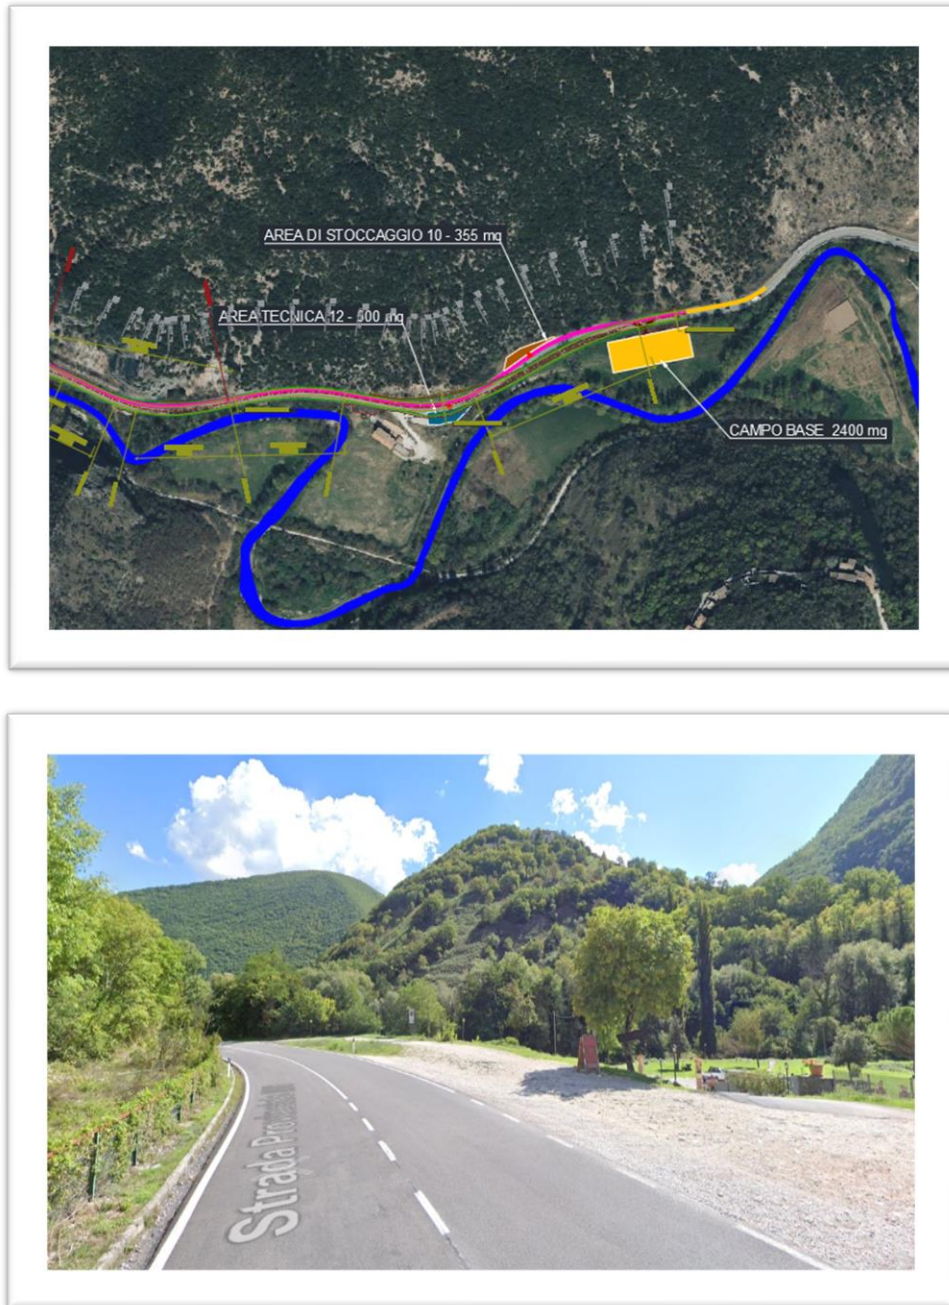 AREA DI STOCCAGGIO 10 - 355 mq
AREA TECNICA 12 - 500 mq
CAMPO BASE 2400 mq
Strada Provinciale